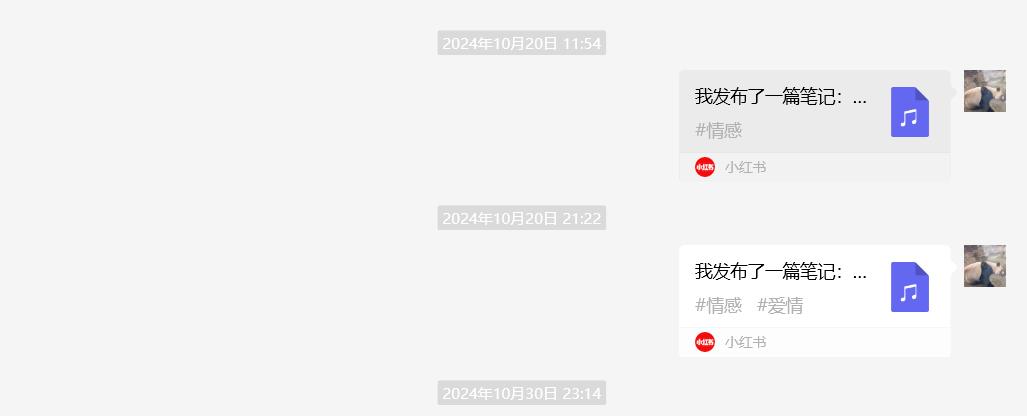 2024年10月20日 11:54
我发布了一篇笔记：...
#情感
小红书 小红书
2024年10月20日 21:22
我发布了一篇笔记：...
#情感 #爱情
小红书 小红书
2024年10月30日 23:14